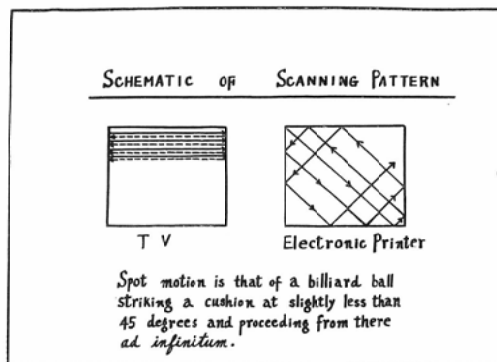 SCHEMATIC OF SCANNING PATTERN
T V
Electronic Printer
Spot motion is that of a billiard ball
striking a cushion at slightly less than
45 degrees and proceeding from there
ad infinitum.